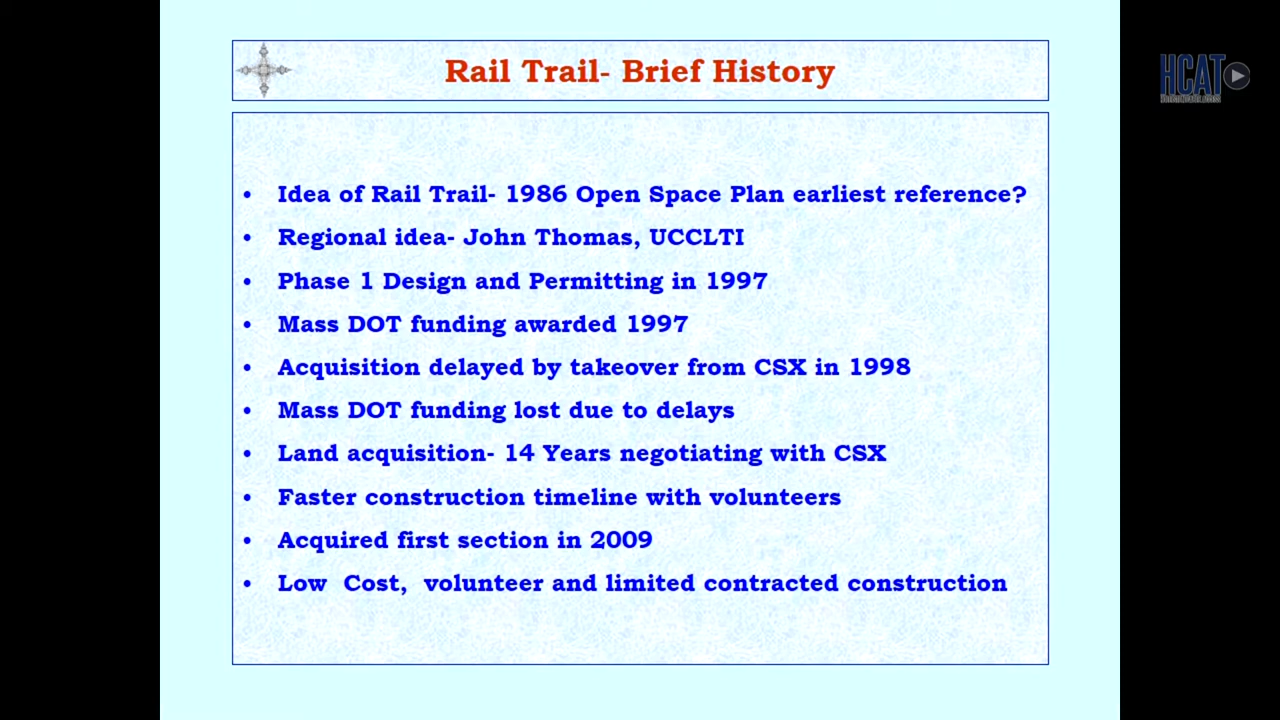 Rail Trail- Brief History
HCAT
• Idea of Rail Trail- 1986 Open Space Plan earliest reference?
• Regional idea- John Thomas, UCCLTI
• Phase 1 Design and Permitting in 1997
• Mass DOT funding awarded 1997
• Acquisition delayed by takeover from CSX in 1998
• Mass DOT funding lost due to delays
• Land acquisition- 14 Years negotiating with CSX
• Faster construction timeline with volunteers
• Acquired first section in 2009
• Low  Cost,  volunteer and limited contracted construction